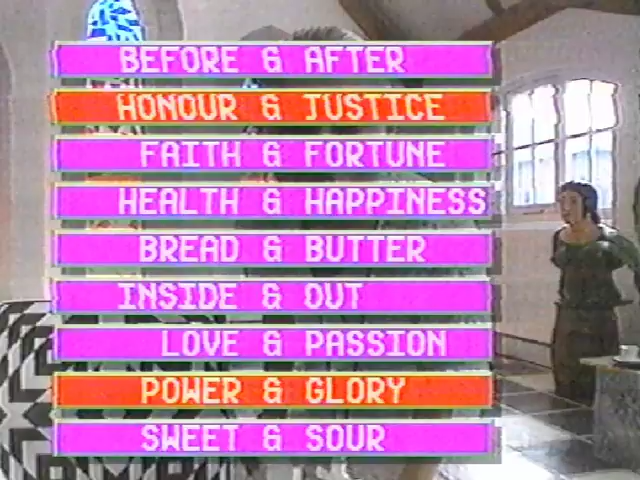 BEFORE & AFTER
HONOUR & JUSTICE
FAITH & FORTUNE
HEALTH & HAPPINESS
BREAD & BUTTER
INSIDE & OUT
LOVE & PASSION
POWER & GLORY
SWEET & SOUR